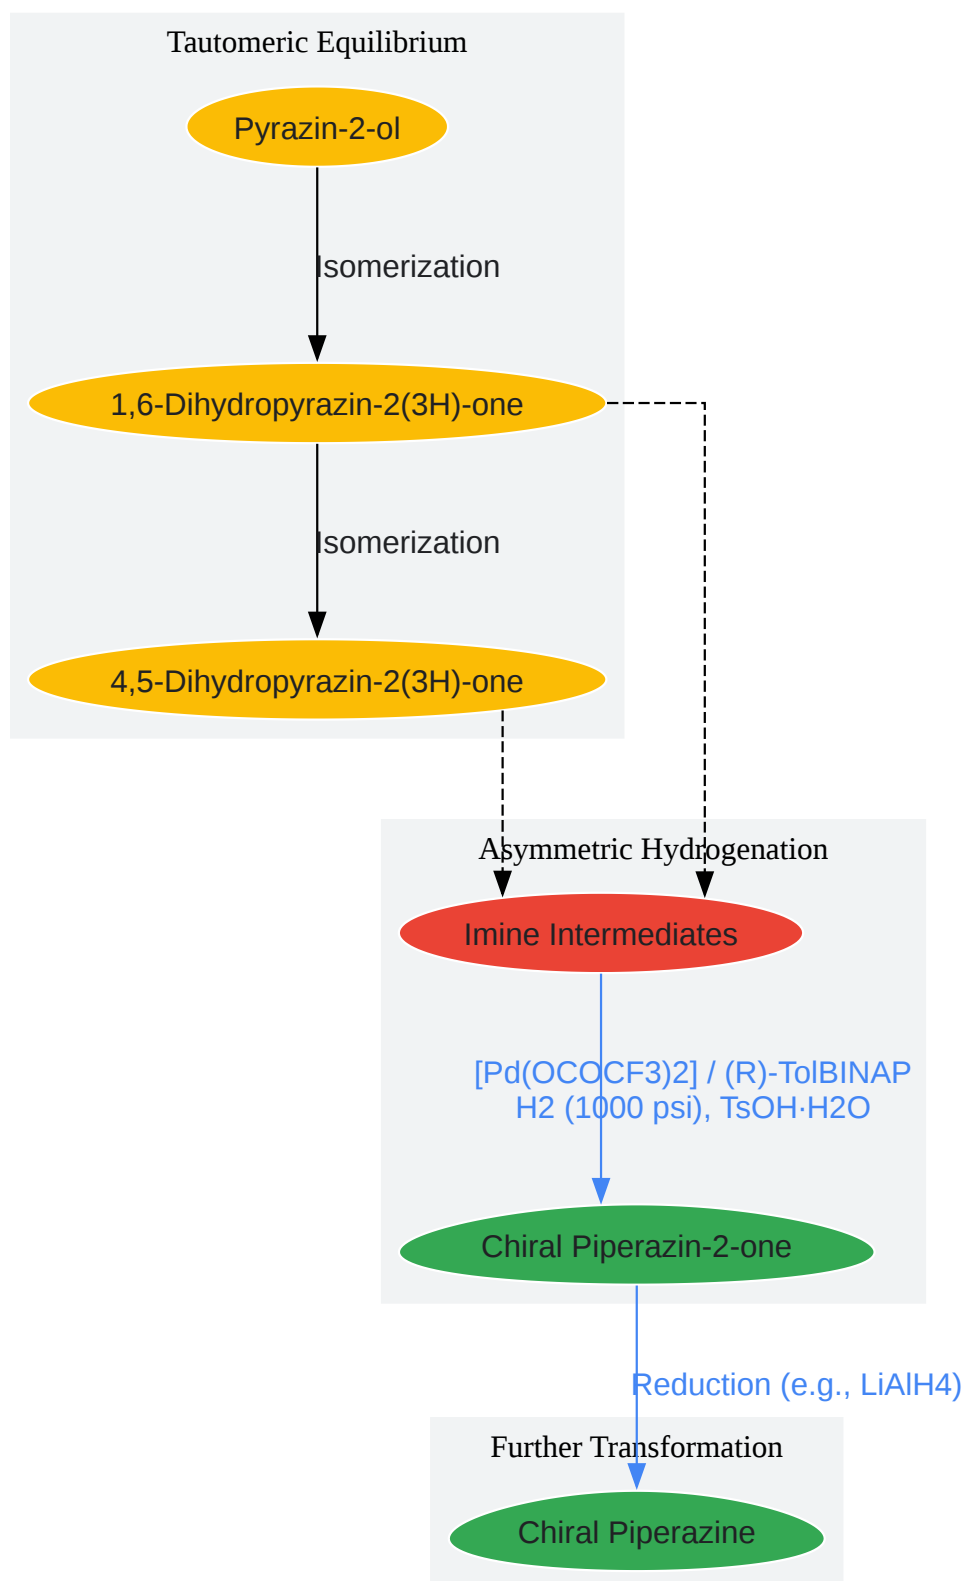 Tautomeric Equilibrium
Pyrazin-2-ol
Isomerization
1,6-Dihydropyrazin-2(3H)-one
Isomerization
4,5-Dihydropyrazin-2(3H)-one
Asymmetric Hydrogenation
Imine Intermediates
[Pd(OCOCF3)2] / (R)-TolBINAP
H2 (1000 psi), TsOH·H2O
Chiral Piperazin-2-one
Reduction (e.g., LiAlH4)
Further Transformation
Chiral Piperazine